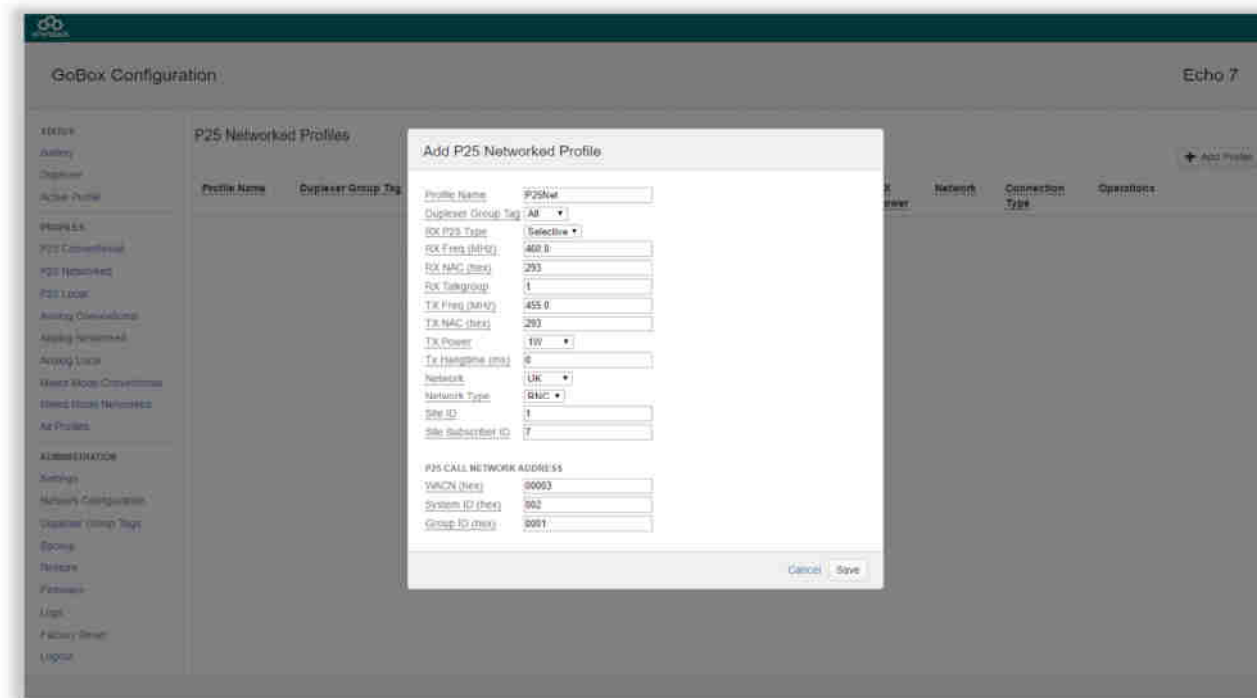 GoBox Configuration
Echo 7
STATUS
Battery
Duplexer
Active Profile
PROFILES
P25 Conventional
P25 Networked
P25 Local
Analog Conventional
Analog Networked
Analog Local
Mixed Mode Conventional
Mixed Mode Networked
All Profiles
ADMINISTRATION
Settings
Network Configuration
Duplexer Group Tags
Backup
Restore
Firmware
Logs
Factory Reset
Logout
P25 Networked Profiles
+ Add Profile
Profile Name Duplexer Group Tag Network Connection Type Operations
Add P25 Networked Profile
Profile Name P25Net
Duplexer Group Tag All
RX P25 Type Selective
RX Freq (MHz) 460.0
RX NAC (hex) 293
RX Talkgroup 1
TX Freq (MHz) 455.0
TX NAC (hex) 293
TX Power 1W
Tx Hangtime (ms) 0
Network UK
Network Type RNC
Site ID 1
Site Subscriber ID 7
P25 CALL NETWORK ADDRESS
WACN (hex) 00003
System ID (hex) 002
Group ID (hex) 0001
Cancel Save